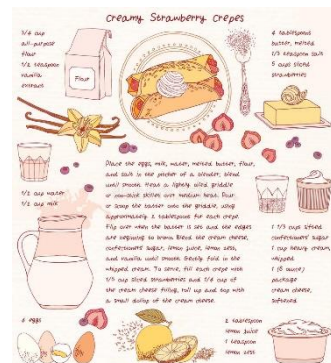 Creamy Strawberry Crepes
3/4 cup
all-purpose
flour
1/2 teaspoon
vanilla
extract
Flour
4 tablespoons
butter, melted
1/2 teaspoon salt
5 cups sliced
strawberries
1/2 cup water
1/2 cup milk
Place the eggs, milk, water, melted butter, flour,
and salt in the pitcher of a blender, blend
until smooth. Heat a lightly oiled griddle
or non-stick skillet over medium heat. Pour
or scoop the batter onto the griddle, using
approximately 2 tablespoons for each crepe.
Flip over when the batter is set and the edges
are beginning to brown. Blend the cream cheese,
confectioners' sugar, lemon juice, lemon zest,
and vanilla until smooth. Gently fold in the
whipped cream. To serve, fill each crepe with
1/2 cup sliced strawberries and 1/4 cup of
the cream cheese filling, roll up and top with
a small dollop of the cream cheese.
1 1/2 cups sifted
confectioners' sugar
1 cup heavy cream,
whipped
1 (8 ounce)
package
cream cheese,
softened
6 eggs
2 tablespoon
lemon juice
1 teaspoon
lemon zest